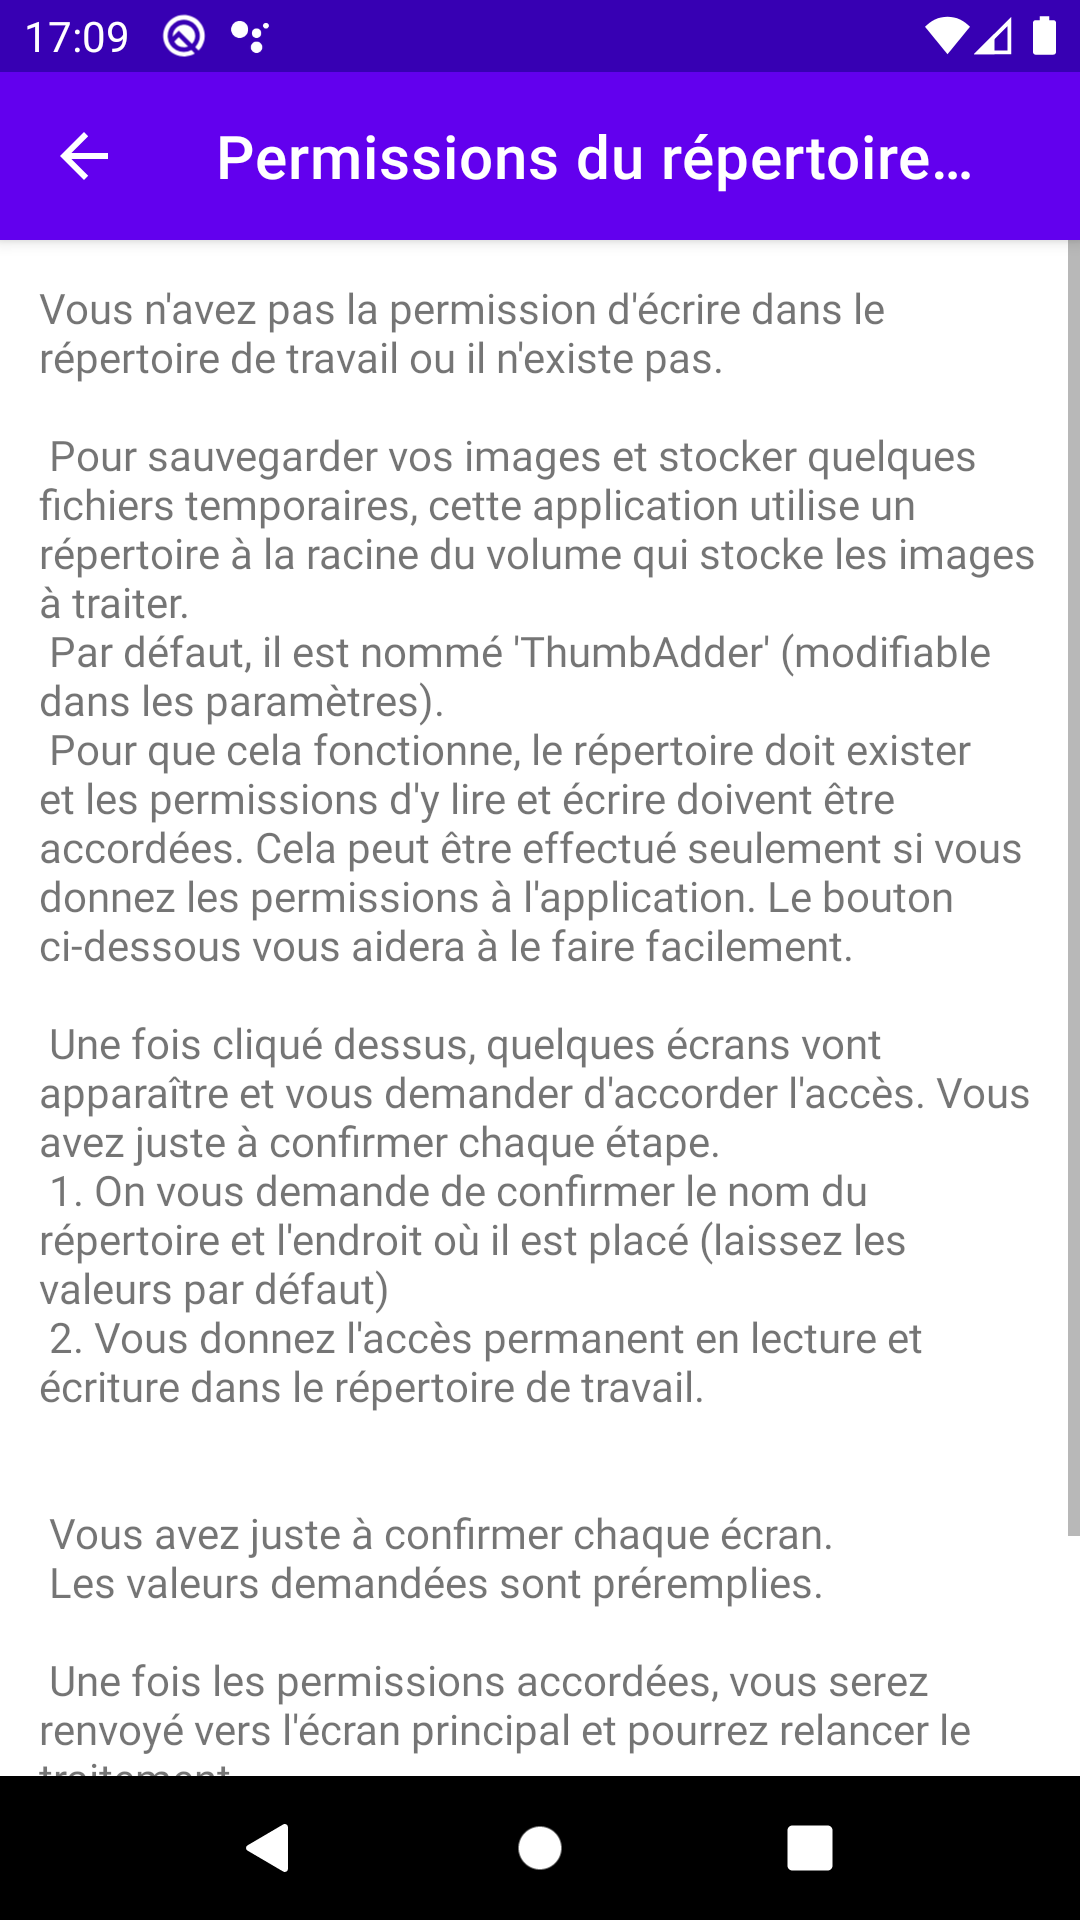 17:09
Permissions du répertoire…
Vous n'avez pas la permission d'écrire dans le
répertoire de travail ou il n'existe pas.
Pour sauvegarder vos images et stocker quelques
fichiers temporaires, cette application utilise un
répertoire à la racine du volume qui stocke les images
à traiter.
Par défaut, il est nommé 'ThumbAdder' (modifiable
dans les paramètres).
Pour que cela fonctionne, le répertoire doit exister
et les permissions d'y lire et écrire doivent être
accordées. Cela peut être effectué seulement si vous
donnez les permissions à l'application. Le bouton
ci-dessous vous aidera à le faire facilement.
Une fois cliqué dessus, quelques écrans vont
apparaître et vous demander d'accorder l'accès. Vous
avez juste à confirmer chaque étape.
1. On vous demande de confirmer le nom du
répertoire et l'endroit où il est placé (laissez les
valeurs par défaut)
2. Vous donnez l'accès permanent en lecture et
écriture dans le répertoire de travail.
Vous avez juste à confirmer chaque écran.
Les valeurs demandées sont préremplies.
Une fois les permissions accordées, vous serez
renvoyé vers l'écran principal et pourrez relancer le
traitement